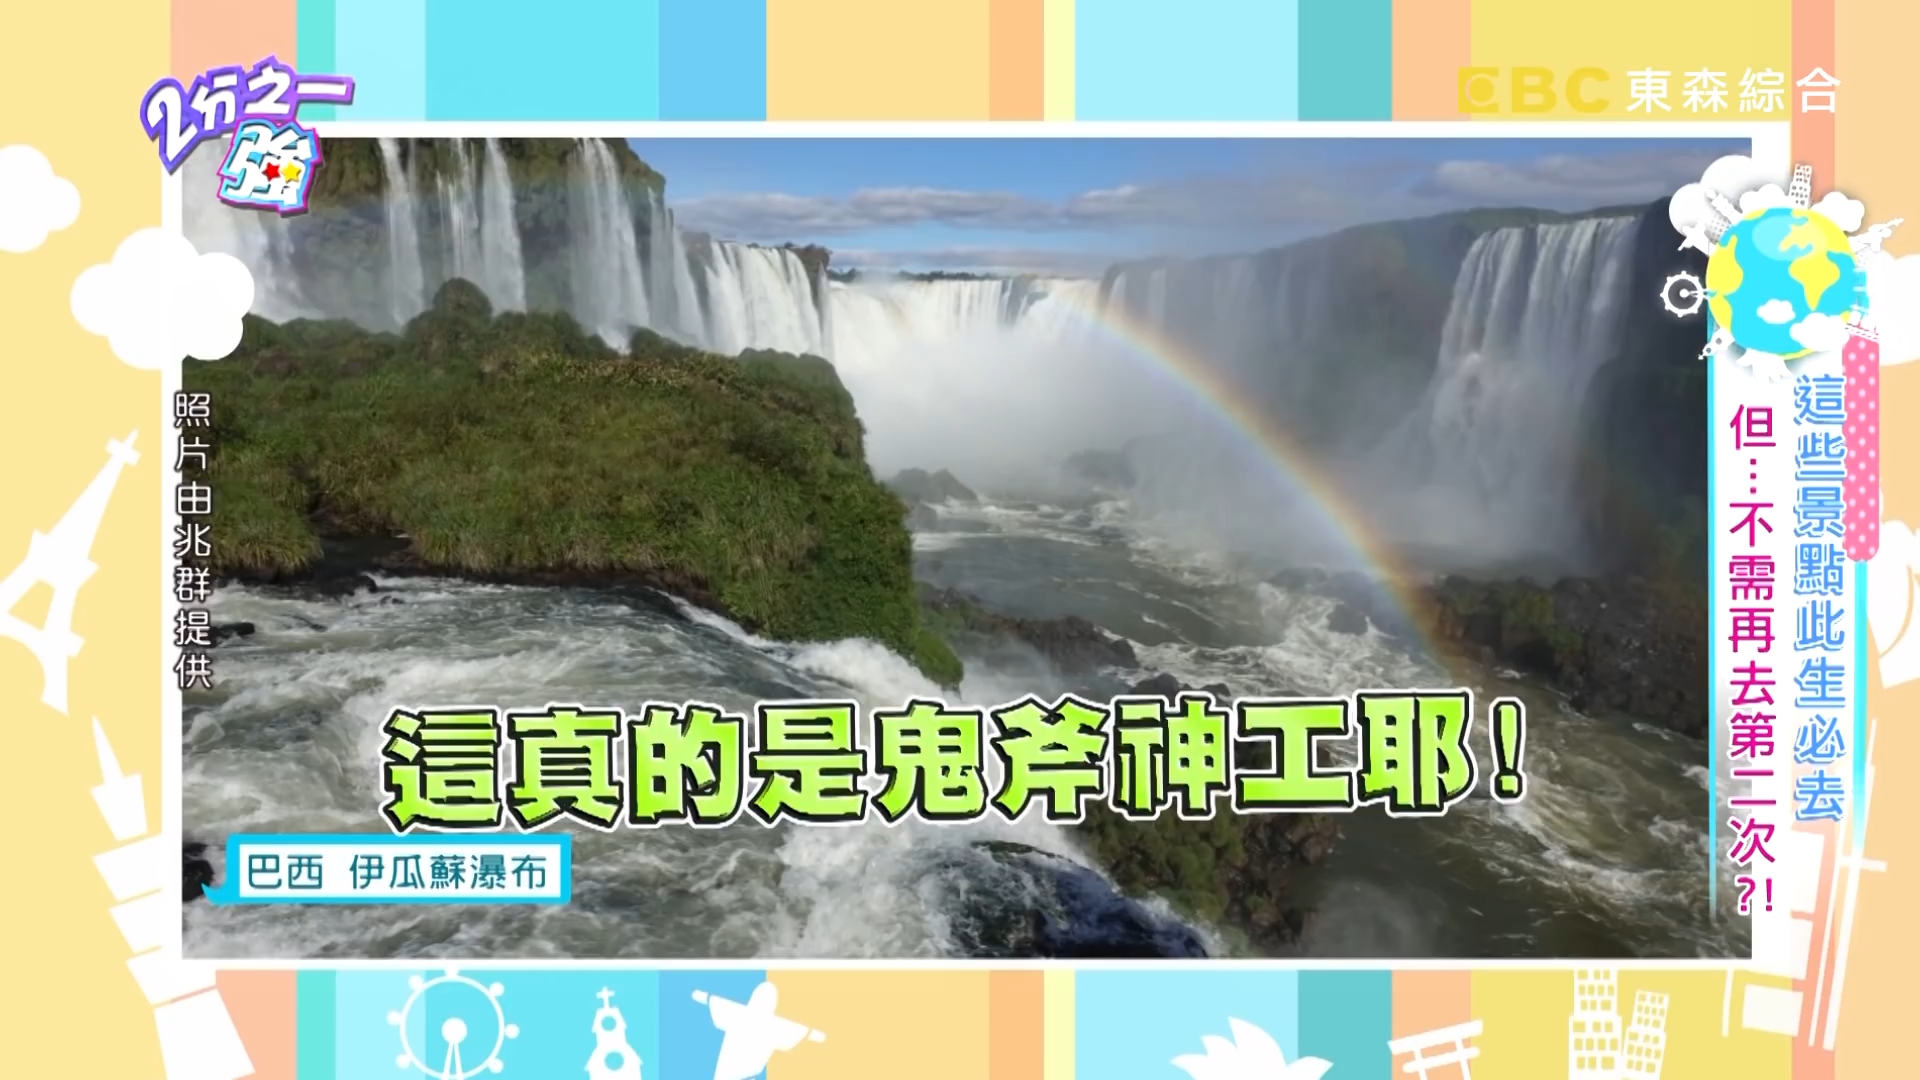 2分之一
強
EBC 東森綜合
這些景點此生必去
但…不需再去第二次?!
照片由兆群提供
這真的是鬼斧神工耶!
巴西 伊瓜蘇瀑布